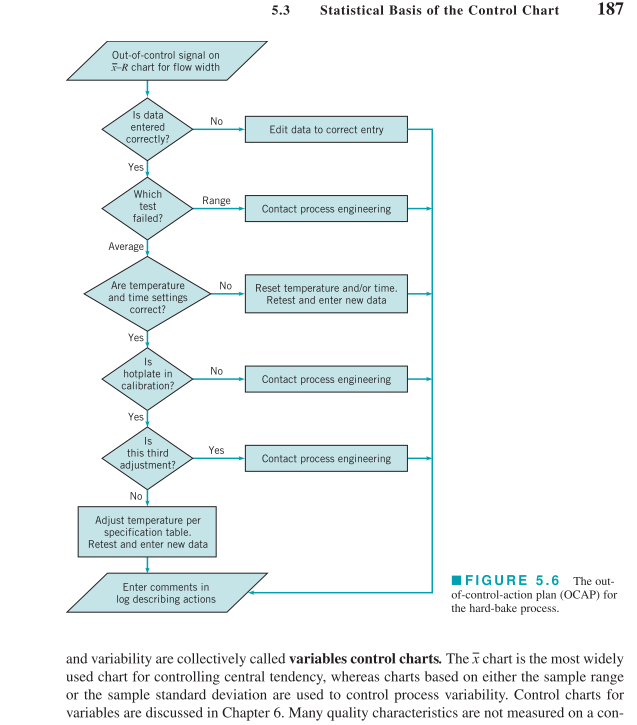 5.3 Statistical Basis of the Control Chart 187
Out-of-control signal on
x̅–R chart for flow width
Is data
entered
correctly?
No
Edit data to correct entry
Yes
Which
test
failed?
Range
Contact process engineering
Average
Are temperature
and time settings
correct?
No
Reset temperature and/or time.
Retest and enter new data
Yes
Is
hotplate in
calibration?
No
Contact process engineering
Yes
Is
this third
adjustment?
Yes
Contact process engineering
No
Adjust temperature per
specification table.
Retest and enter new data
Enter comments in
log describing actions
■ FIGURE 5.6 The out-
of-control-action plan (OCAP) for
the hard-bake process.
and variability are collectively called variables control charts. The x̅ chart is the most widely
used chart for controlling central tendency, whereas charts based on either the sample range
or the sample standard deviation are used to control process variability. Control charts for
variables are discussed in Chapter 6. Many quality characteristics are not measured on a con-